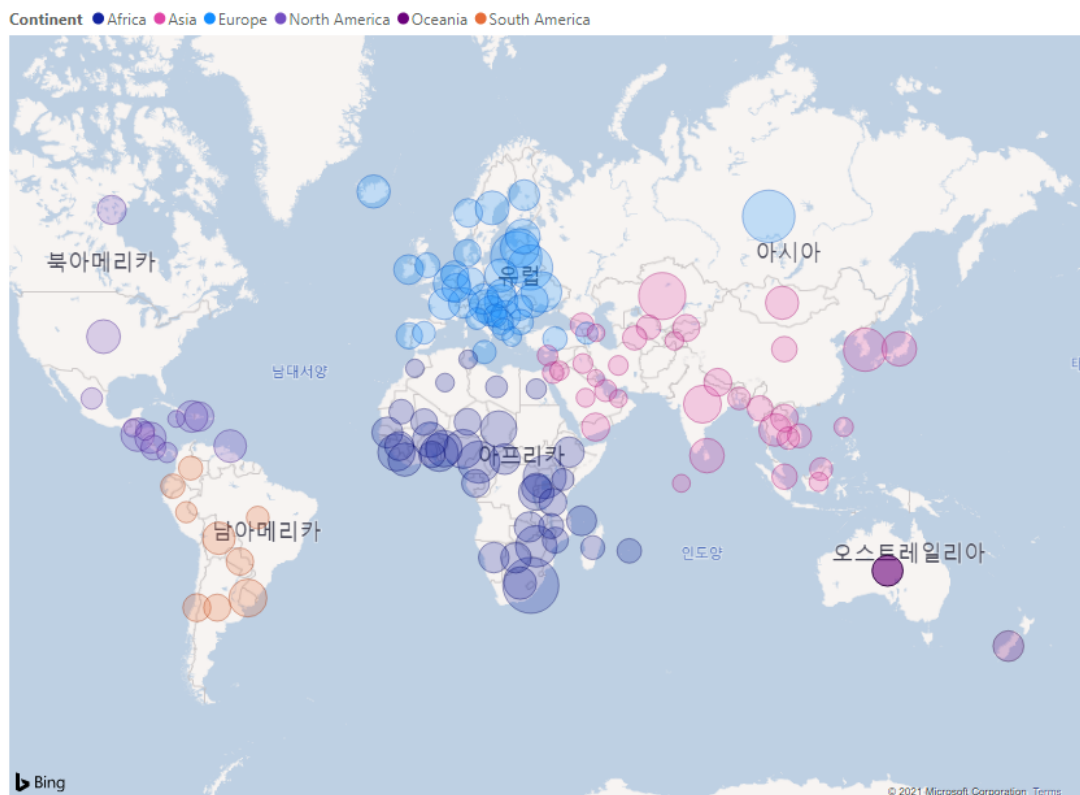 Continent Africa Asia Europe North America Oceania South America
북아메리카
유럽
아시아
남대서양
아프리카
남아메리카
인도양
오스트레일리아
Bing
© 2021 Microsoft Corporation Terms